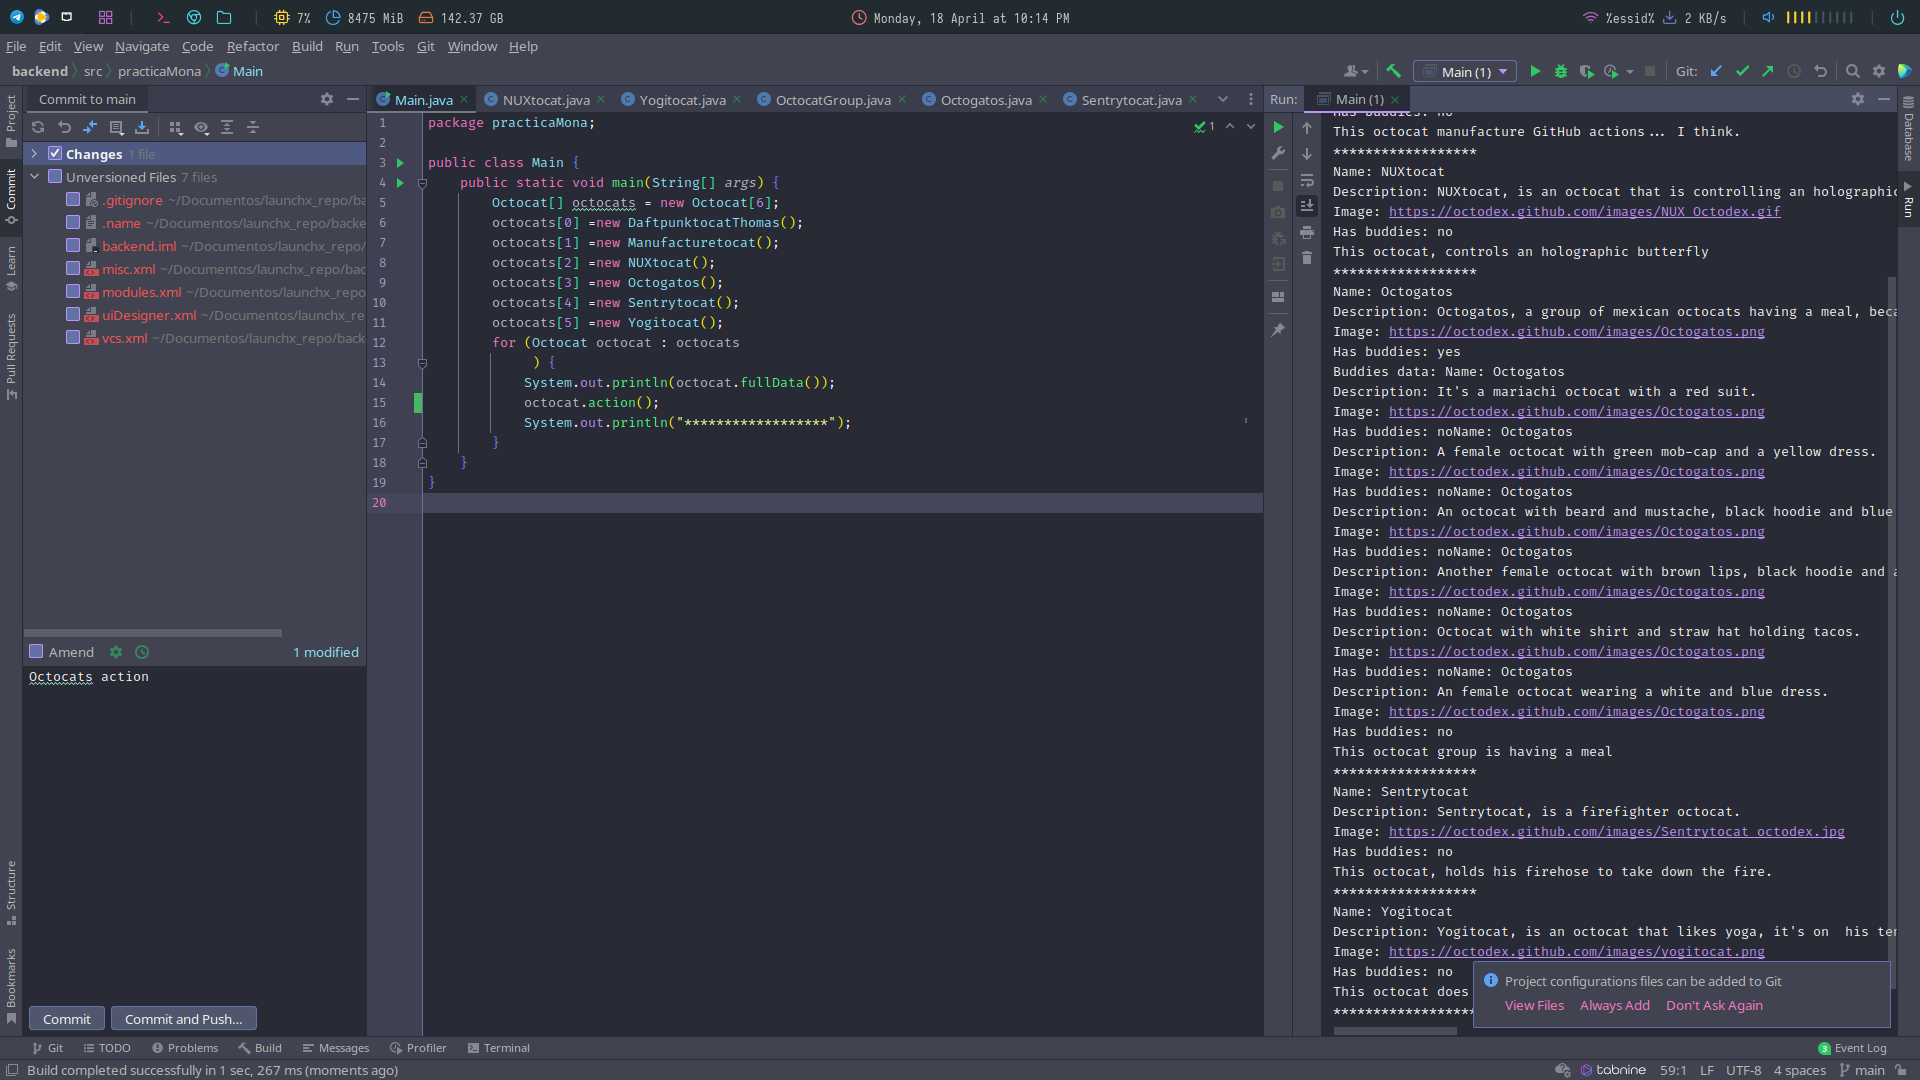 7% 8475 MiB 142.37 GB Monday, 18 April at 10:14 PM %essid% 2 KB/s
File Edit View Navigate Code Refactor Build Run Tools Git Window Help
backend src practicaMona Main Main (1) Git:
Project
Commit
Learn
Pull Requests
Structure
Bookmarks
Commit to main
Changes 1 file
Unversioned Files 7 files
.gitignore ~/Documentos/launchx_repo/ba
.name ~/Documentos/launchx_repo/backe
backend.iml ~/Documentos/launchx_repo/
misc.xml ~/Documentos/launchx_repo/bac
modules.xml ~/Documentos/launchx_repo
uiDesigner.xml ~/Documentos/launchx_re
vcs.xml ~/Documentos/launchx_repo/back
Amend 1 modified
Octocats action
Commit Commit and Push...
Main.java NUXtocat.java Yogitocat.java OctocatGroup.java Octogatos.java Sentrytocat.java
1
1 package practicaMona;
2
3 public class Main {
4 public static void main(String[] args) {
5 Octocat[] octocats = new Octocat[6];
6 octocats[0] =new DaftpunktocatThomas();
7 octocats[1] =new Manufacturetocat();
8 octocats[2] =new NUXtocat();
9 octocats[3] =new Octogatos();
10 octocats[4] =new Sentrytocat();
11 octocats[5] =new Yogitocat();
12 for (Octocat octocat : octocats
13 ) {
14 System.out.println(octocat.fullData());
15 octocat.action();
16 System.out.println("******************");
17 }
18 }
19 }
20
Run: Main (1)
Has buddies: no
This octocat manufacture GitHub actions... I think.
******************
Name: NUXtocat
Description: NUXtocat, is an octocat that is controlling an holographic
Image: https://octodex.github.com/images/NUX_Octodex.gif
Has buddies: no
This octocat, controls an holographic butterfly
******************
Name: Octogatos
Description: Octogatos, a group of mexican octocats having a meal, beca
Image: https://octodex.github.com/images/Octogatos.png
Has buddies: yes
Buddies data: Name: Octogatos
Description: It's a mariachi octocat with a red suit.
Image: https://octodex.github.com/images/Octogatos.png
Has buddies: noName: Octogatos
Description: A female octocat with green mob-cap and a yellow dress.
Image: https://octodex.github.com/images/Octogatos.png
Has buddies: noName: Octogatos
Description: An octocat with beard and mustache, black hoodie and blue
Image: https://octodex.github.com/images/Octogatos.png
Has buddies: noName: Octogatos
Description: Another female octocat with brown lips, black hoodie and a
Image: https://octodex.github.com/images/Octogatos.png
Has buddies: noName: Octogatos
Description: Octocat with white shirt and straw hat holding tacos.
Image: https://octodex.github.com/images/Octogatos.png
Has buddies: noName: Octogatos
Description: An female octocat wearing a white and blue dress.
Image: https://octodex.github.com/images/Octogatos.png
Has buddies: no
This octocat group is having a meal
******************
Name: Sentrytocat
Description: Sentrytocat, is a firefighter octocat.
Image: https://octodex.github.com/images/Sentrytocat_octodex.jpg
Has buddies: no
This octocat, holds his firehose to take down the fire.
******************
Name: Yogitocat
Description: Yogitocat, is an octocat that likes yoga, it's on  his ten
Image: https://octodex.github.com/images/yogitocat.png
Has buddies: no
This octocat does
******************
Project configurations files can be added to Git
View Files Always Add Don't Ask Again
Database
Run
Git TODO Problems Build Messages Profiler Terminal 3 Event Log
Build completed successfully in 1 sec, 267 ms (moments ago) tabnine 59:1 LF UTF-8 4 spaces main